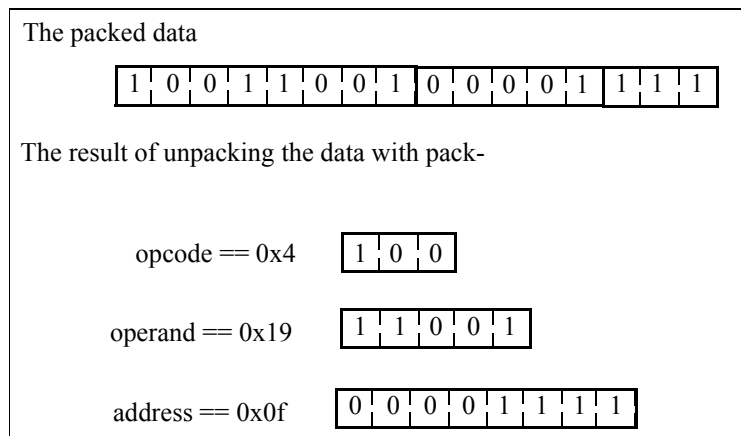 The packed data
1 0 0 1 1 0 0 1 0 0 0 0 1 1 1 1
The result of unpacking the data with pack-
opcode == 0x4 1 0 0
operand == 0x19 1 1 0 0 1
address == 0x0f 0 0 0 0 1 1 1 1